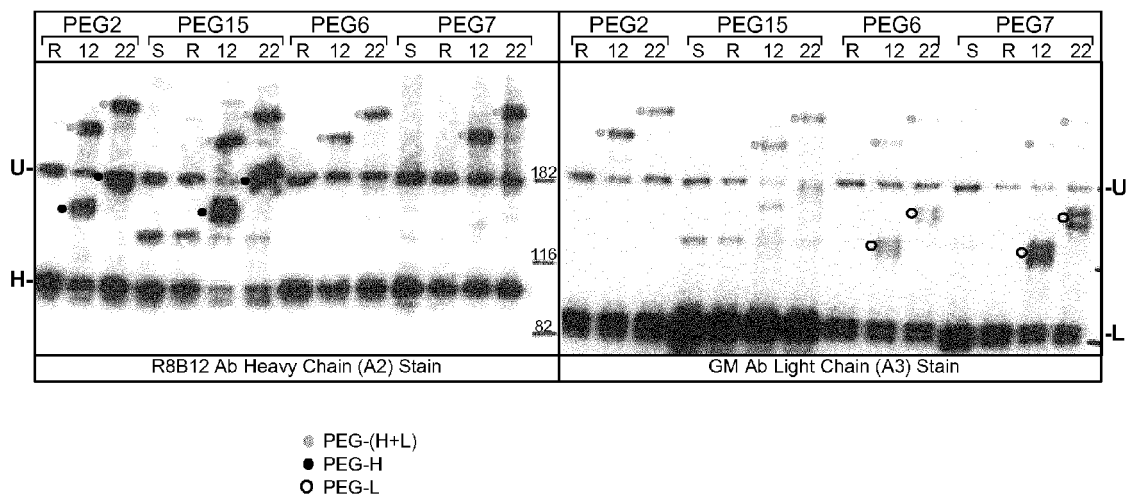 PEG2 PEG15 PEG6 PEG7 PEG2 PEG15 PEG6 PEG7
R 12 22 S R 12 22 R 12 22 S R 12 22 R 12 22 S R 12 22 R 12 22 S R 12 22
U- 182 -U
116
H-
82 -L
R8B12 Ab Heavy Chain (A2) Stain GM Ab Light Chain (A3) Stain
PEG-(H+L)
PEG-H
PEG-L